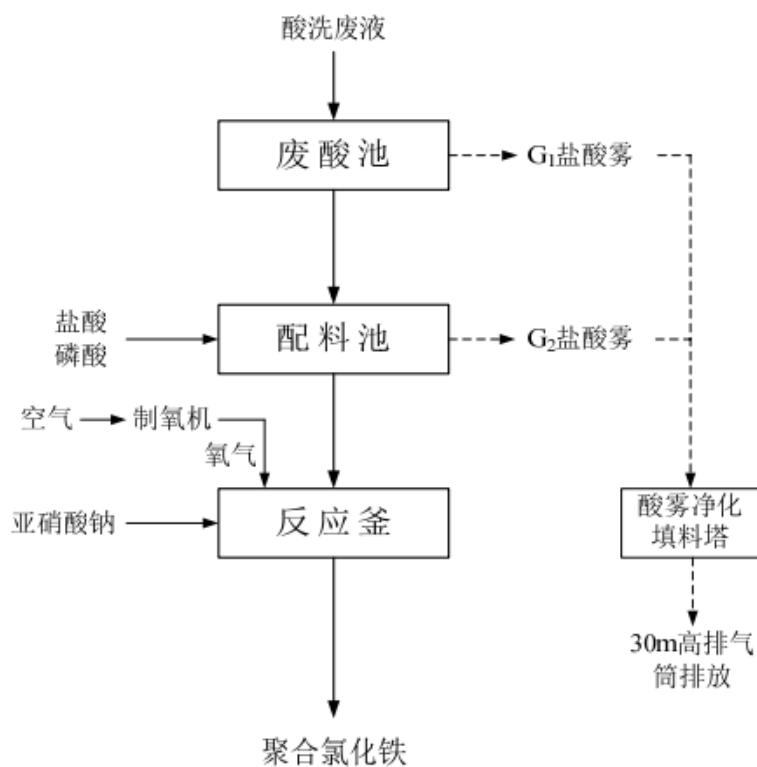 酸洗废液
废酸池
G₁盐酸雾
盐酸
磷酸
配料池
G₂盐酸雾
空气
制氧机
氧气
亚硝酸钠
反应釜
酸雾净化
填料塔
30m高排气
筒排放
聚合氯化铁